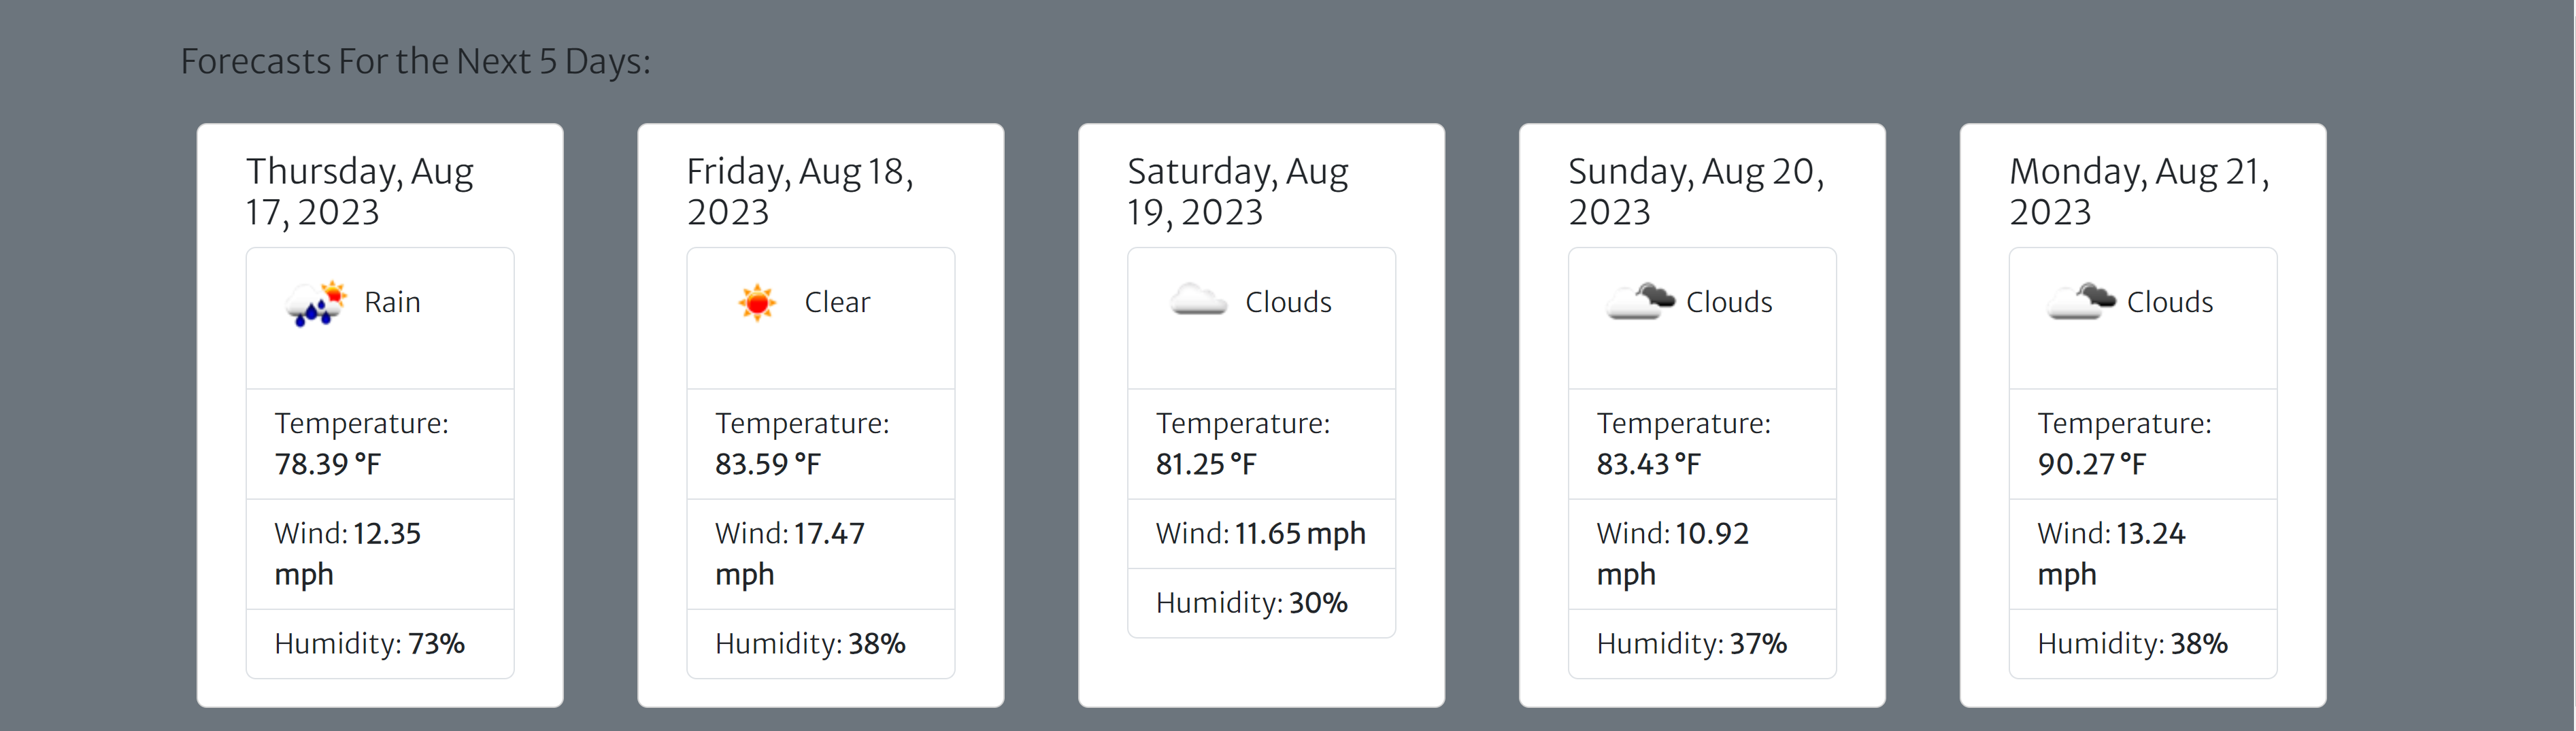 Forecasts For the Next 5 Days:
Thursday, Aug
17, 2023
Rain
Temperature:
78.39 °F
Wind: 12.35
mph
Humidity: 73%
Friday, Aug 18,
2023
Clear
Temperature:
83.59 °F
Wind: 17.47
mph
Humidity: 38%
Saturday, Aug
19, 2023
Clouds
Temperature:
81.25 °F
Wind: 11.65 mph
Humidity: 30%
Sunday, Aug 20,
2023
Clouds
Temperature:
83.43 °F
Wind: 10.92
mph
Humidity: 37%
Monday, Aug 21,
2023
Clouds
Temperature:
90.27 °F
Wind: 13.24
mph
Humidity: 38%